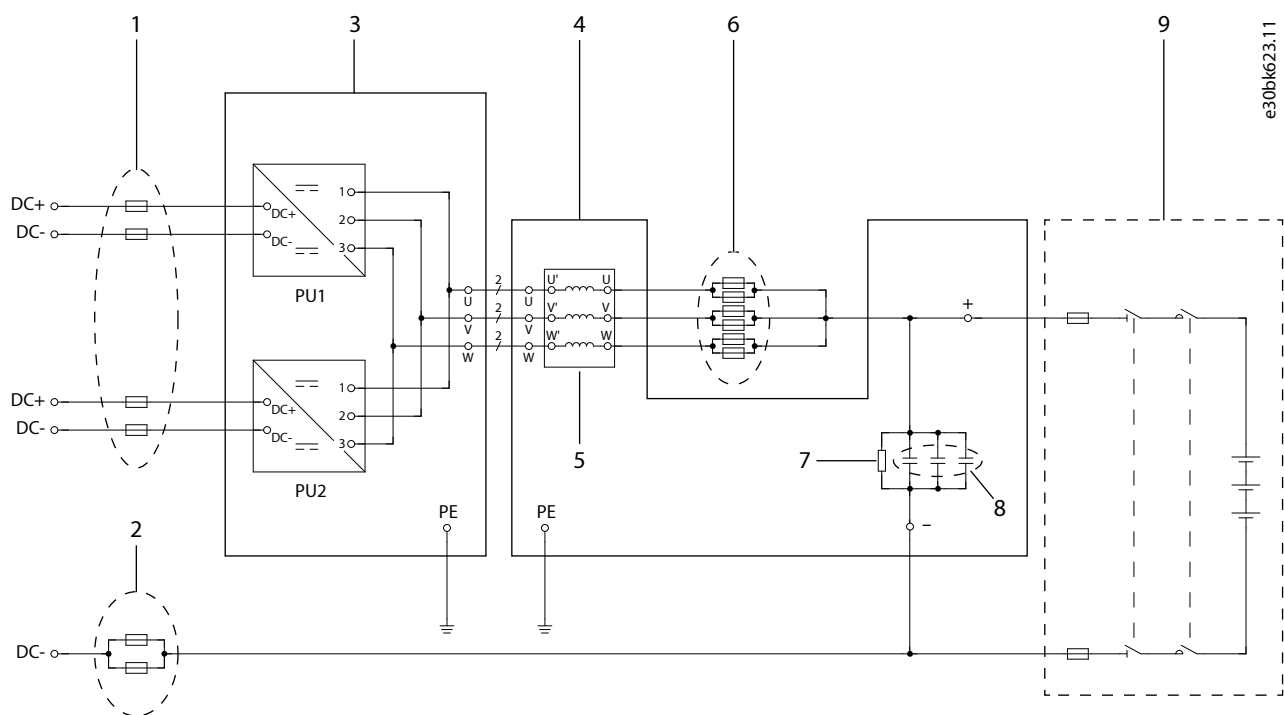 1
3
4
6
9
e30bk623.11
DC+
DC-
DC+
DC-
1
2
3
PU1
2
2
2
U
V
W
U
V
W
U'
V'
W'
U
V
W
+
DC+
DC-
DC+
DC-
1
2
3
PU2
5
7
8
−
PE
PE
2
DC-